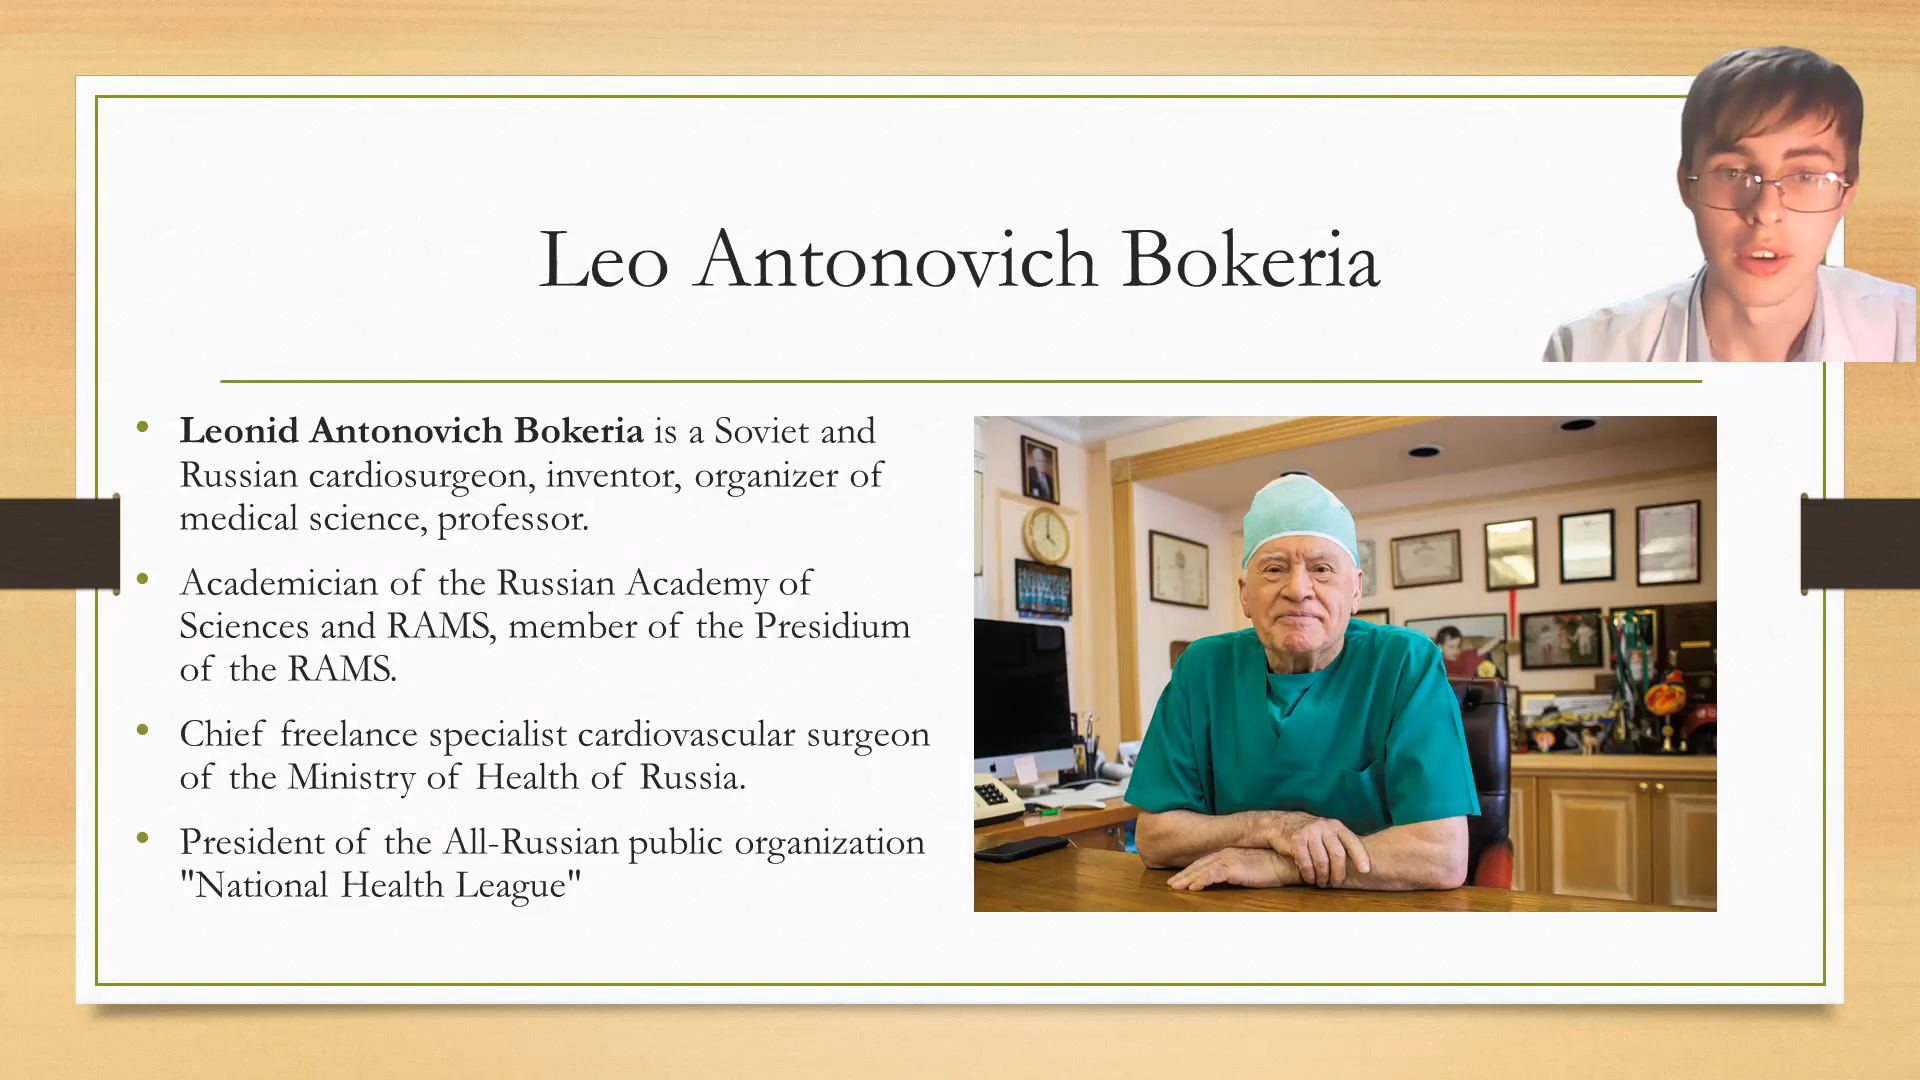 Leo Antonovich Bokeria
• Leonid Antonovich Bokeria is a Soviet and
Russian cardiosurgeon, inventor, organizer of
medical science, professor.
• Academician of the Russian Academy of
Sciences and RAMS, member of the Presidium
of the RAMS.
• Chief freelance specialist cardiovascular surgeon
of the Ministry of Health of Russia.
• President of the All-Russian public organization
"National Health League"